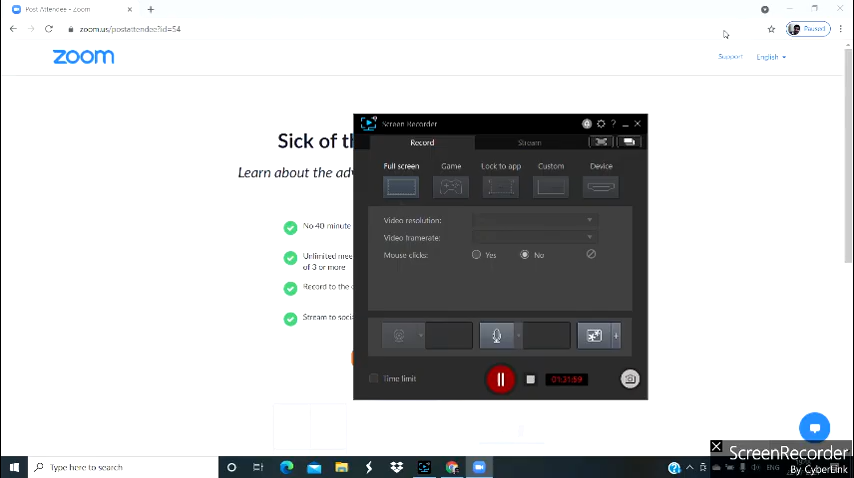 Post Attendee - Zoom
zoom.us/postattendee?id=54
Paused
zoom
Support
English
Screen Recorder
Record
Stream
Full screen
Game
Lock to app
Custom
Device
Video resolution:
Video framerate:
Mouse clicks:
Yes
No
Time limit
01:31:59
Sick of th
Learn about the adv
No 40 minute
Unlimited mee
of 3 or more
Record to the c
Stream to socia
Type here to search
ENG
ScreenRecorder
By CyberLink